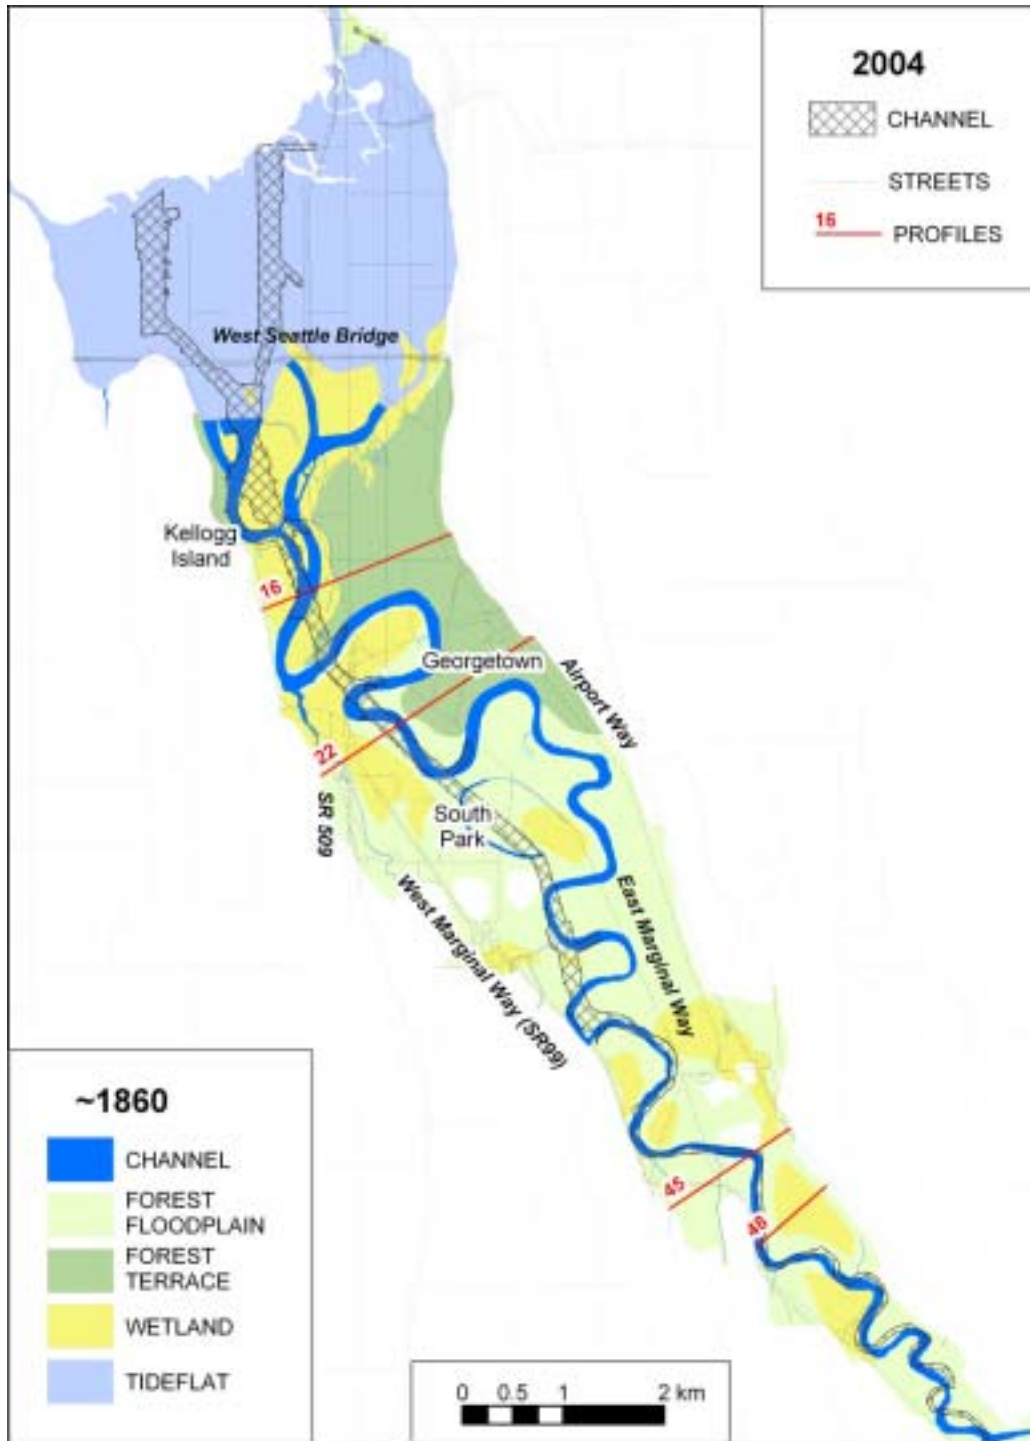 2004
CHANNEL
STREETS
16 PROFILES
West Seattle Bridge
Kellogg
Island
16
Georgetown
Airport Way
22
SR 509
South
Park
West Marginal Way (SR99)
East Marginal Way
45
48
~1860
CHANNEL
FOREST
FLOODPLAIN
FOREST
TERRACE
WETLAND
TIDEFLAT
0 0.5 1 2 km